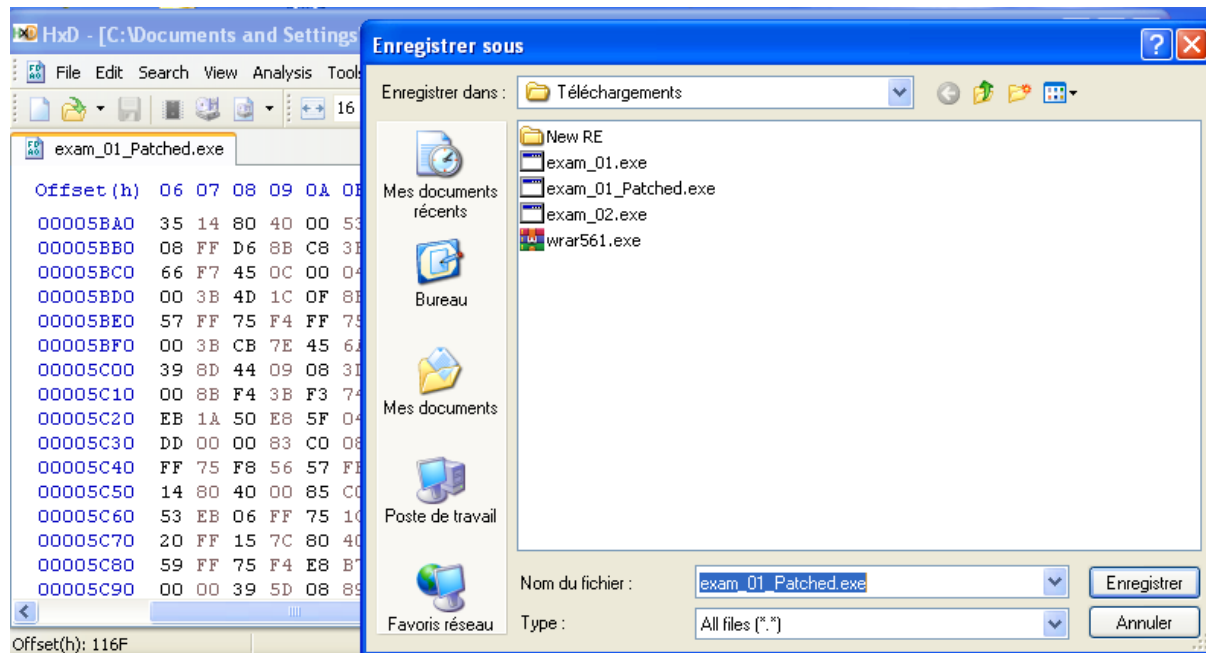 HxD - [C:\Documents and Settings
File Edit Search View Analysis Tools
16
exam_01_Patched.exe
Offset(h) 06 07 08 09 0A 0B
00005BA0 35 14 80 40 00 53
00005BB0 08 FF D6 8B C8 3B
00005BC0 66 F7 45 0C 00 04
00005BD0 00 3B 4D 1C 0F 8E
00005BE0 57 FF 75 F4 FF 75
00005BF0 00 3B CB 7E 45 6A
00005C00 39 8D 44 09 08 3D
00005C10 00 8B F4 3B F3 74
00005C20 EB 1A 50 E8 5F 04
00005C30 DD 00 00 83 C0 08
00005C40 FF 75 F8 56 57 FF
00005C50 14 80 40 00 85 C0
00005C60 53 EB 06 FF 75 1C
00005C70 20 FF 15 7C 80 40
00005C80 59 FF 75 F4 E8 B7
00005C90 00 00 39 5D 08 89
Offset(h): 116F
Enregistrer sous
Enregistrer dans :
Téléchargements
Mes documents
récents
Bureau
Mes documents
Poste de travail
Favoris réseau
New RE
exam_01.exe
exam_01_Patched.exe
exam_02.exe
wrar561.exe
Nom du fichier :
exam_01_Patched.exe
Enregistrer
Type :
All files (*.*)
Annuler